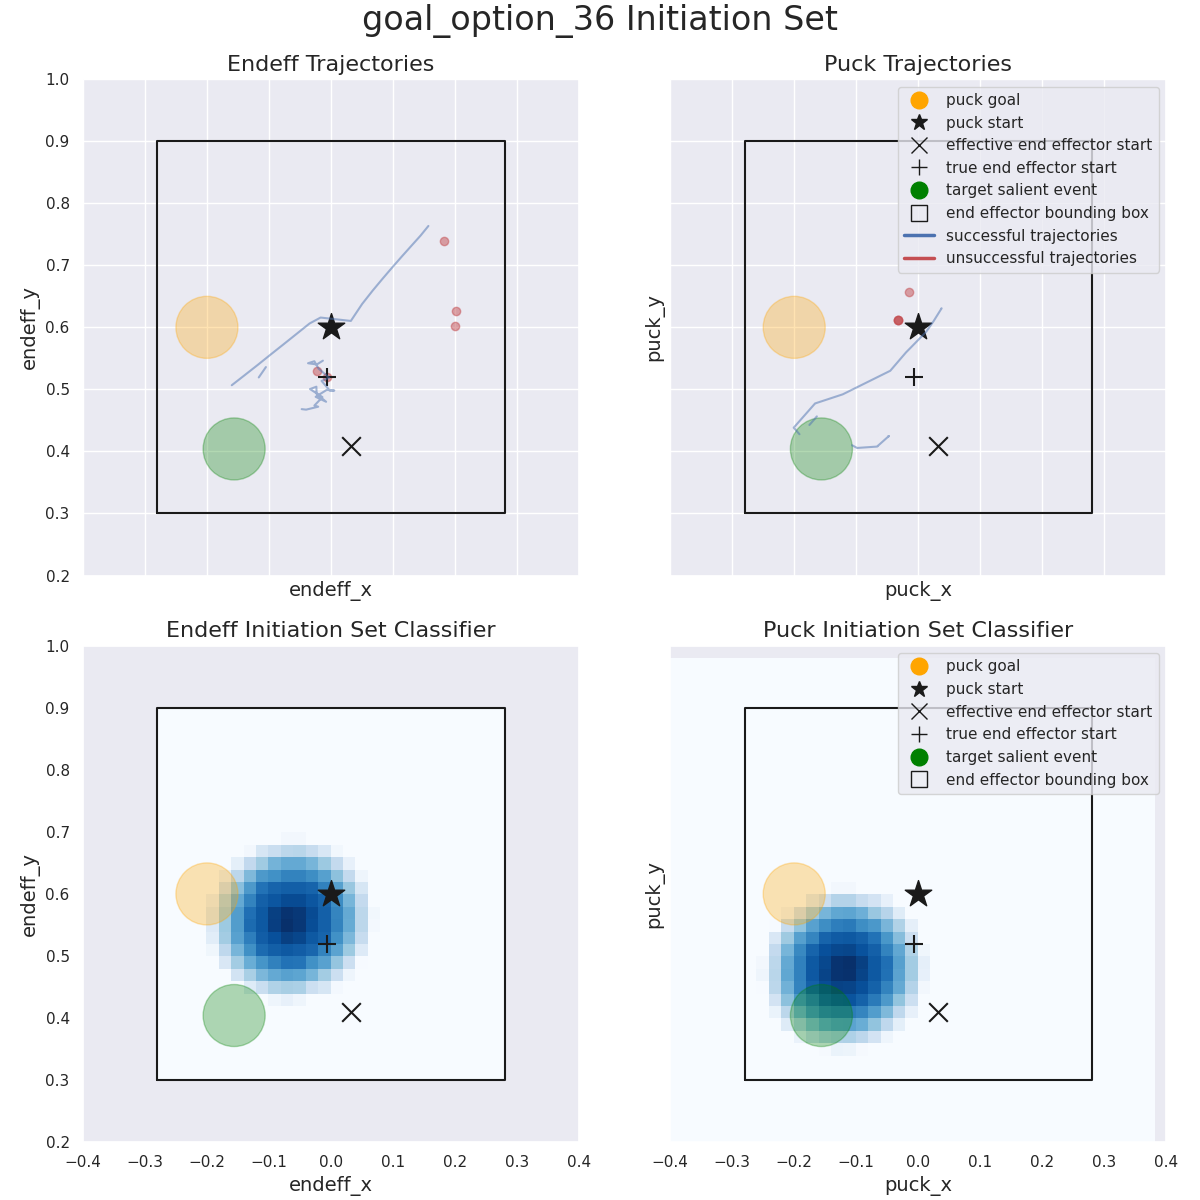 goal_option_36 Initiation Set
Endeff Trajectories
1.0
0.9
0.8
0.7
0.6
0.5
0.4
0.3
0.2
endeff_y
endeff_x
Puck Trajectories
puck goal
puck start
effective end effector start
true end effector start
target salient event
end effector bounding box
successful trajectories
unsuccessful trajectories
puck_y
puck_x
Endeff Initiation Set Classifier
1.0
0.9
0.8
0.7
0.6
0.5
0.4
0.3
0.2
endeff_y
−0.4 −0.3 −0.2 −0.1 0.0 0.1 0.2 0.3 0.4
endeff_x
Puck Initiation Set Classifier
puck goal
puck start
effective end effector start
true end effector start
target salient event
end effector bounding box
puck_y
−0.4 −0.3 −0.2 −0.1 0.0 0.1 0.2 0.3 0.4
puck_x